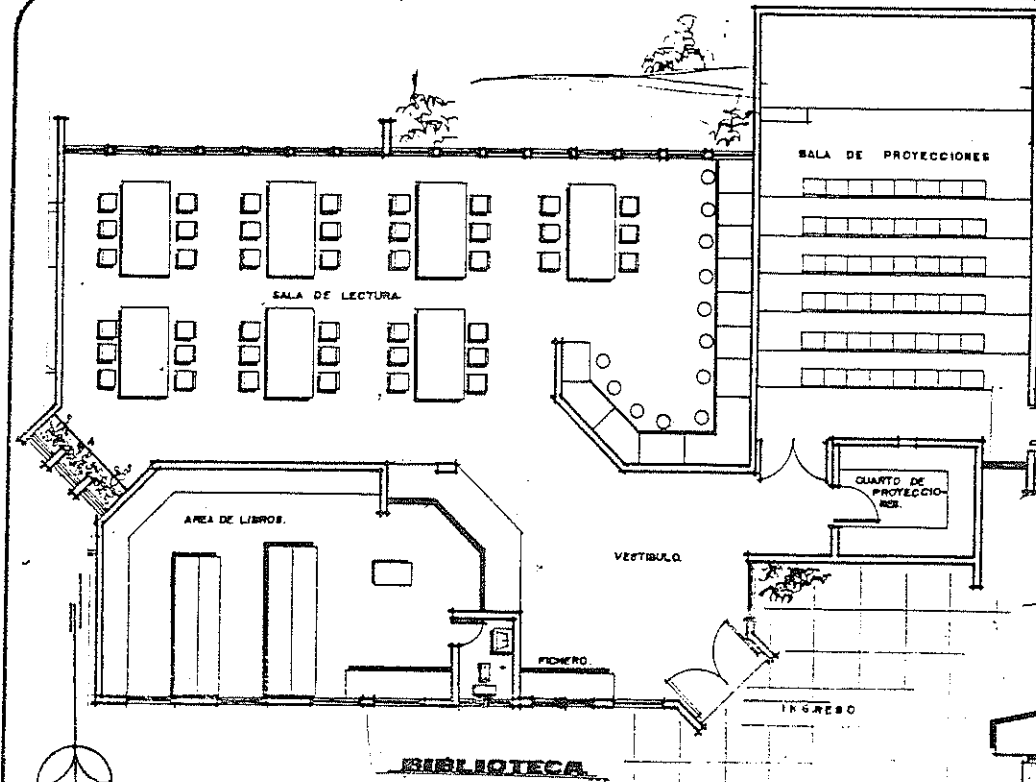 SALA DE PROYECCIONES
SALA DE LECTURA
CUARTO DE
PROYECCIO-
NES.
AREA DE LIBROS.
VESTIBULO
FICHERO.
INGRESO
BIBLIOTECA